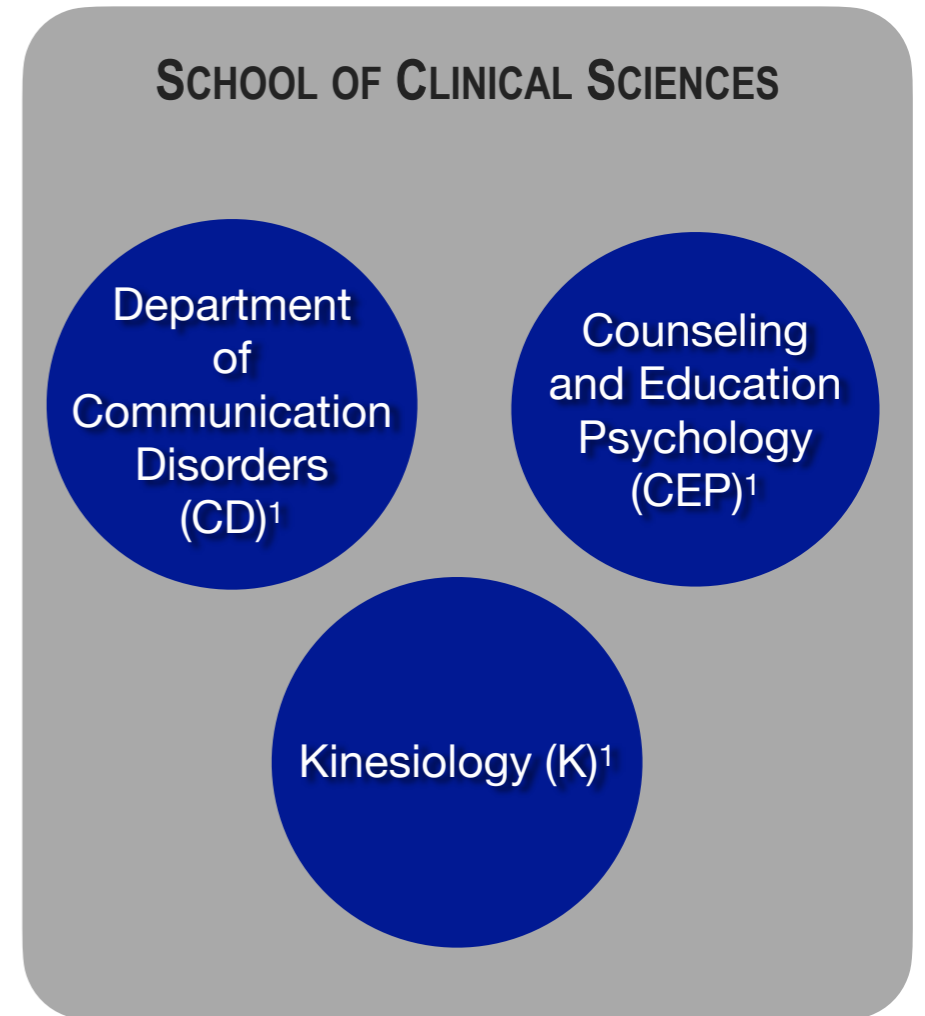 SCHOOL OF CLINICAL SCIENCES
Department
of
Communication
Disorders
(CD)¹
Counseling
and Education
Psychology
(CEP)¹
Kinesiology (K)¹